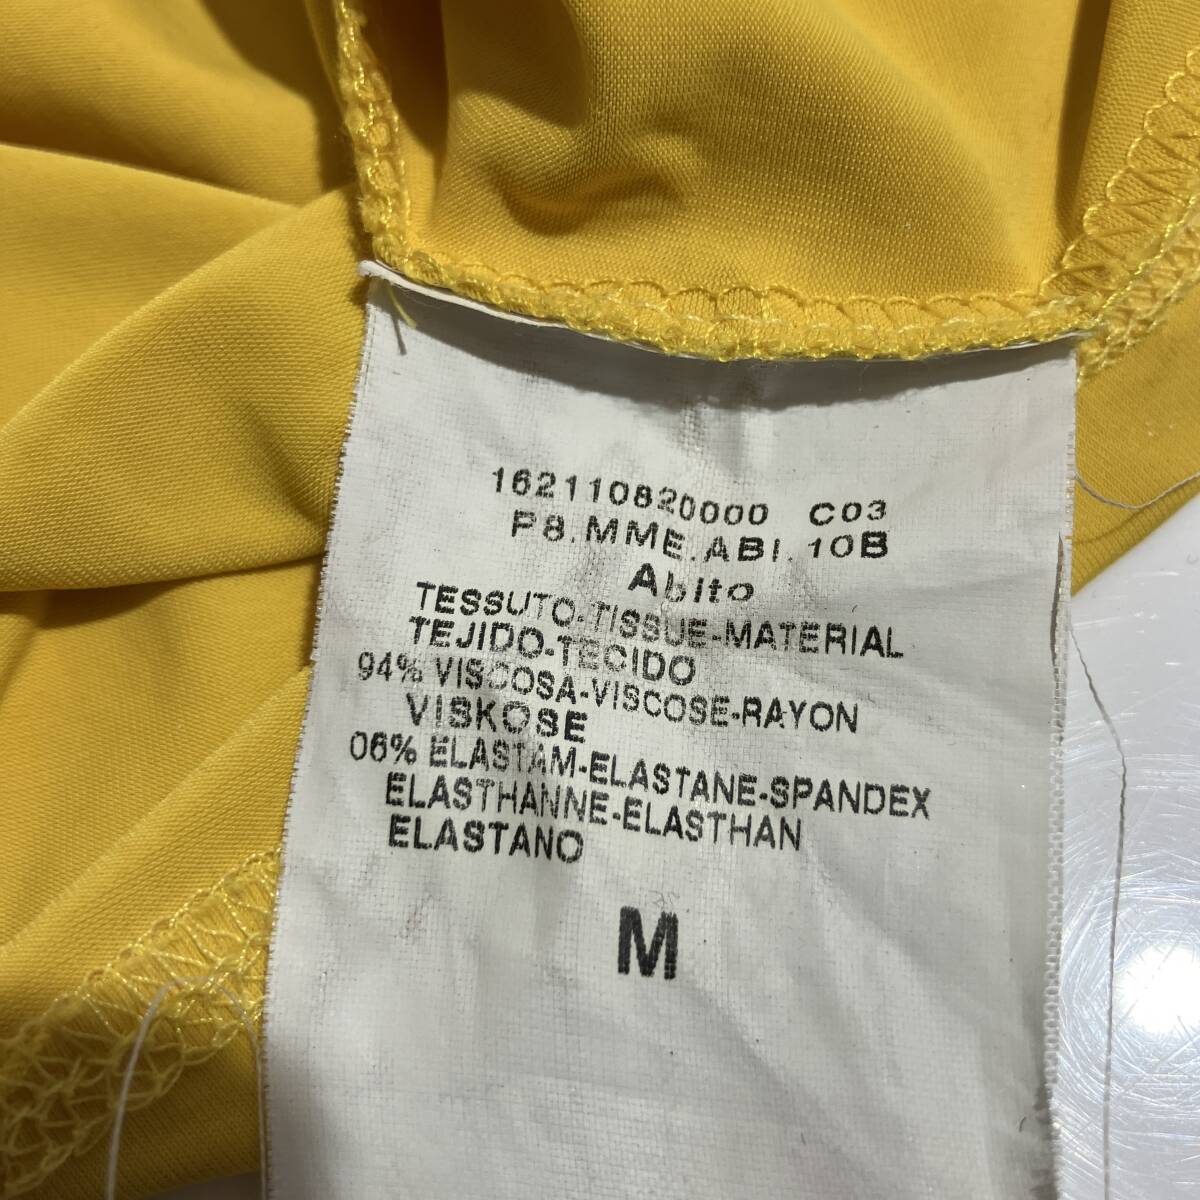 162110820000 C03
P8.MME.ABI.10B
Abito
TESSUTO-TISSUE-MATERIAL
TEJIDO-TECIDO
94% VISCOSA-VISCOSE-RAYON
VISKOSE
06% ELASTAM-ELASTANE-SPANDEX
ELASTHANNE-ELASTHAN
ELASTANO
M